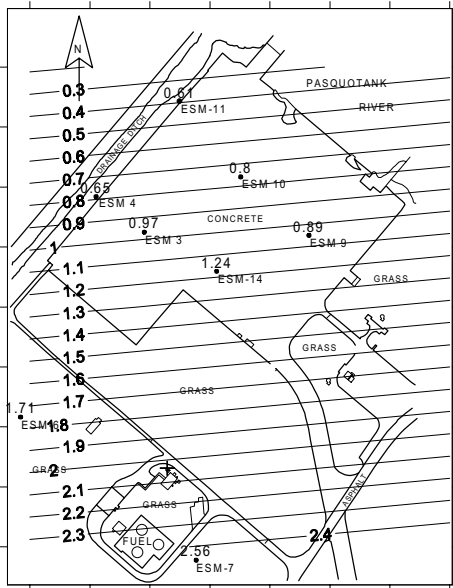 N
PASQUOTANK
RIVER
0.3
0.61
0.4
ESM-11
0.5
DRAINAGE DITCH
0.6
0.7
0.8
ESM 10
0.65
0.8
ESM 4
0.9
0.97
CONCRETE
0.89
ESM 3
ESM 9
1
1.24
1.1
ESM-14
GRASS
1.2
1.3
1.4
GRASS
1.5
1.6
GRASS
1.7
1.71
1.8
1.9
GRASS
2
2.1
ASPHALT
GRASS
2.2
2.3
FUEL
2.4
2.56
ESM-7